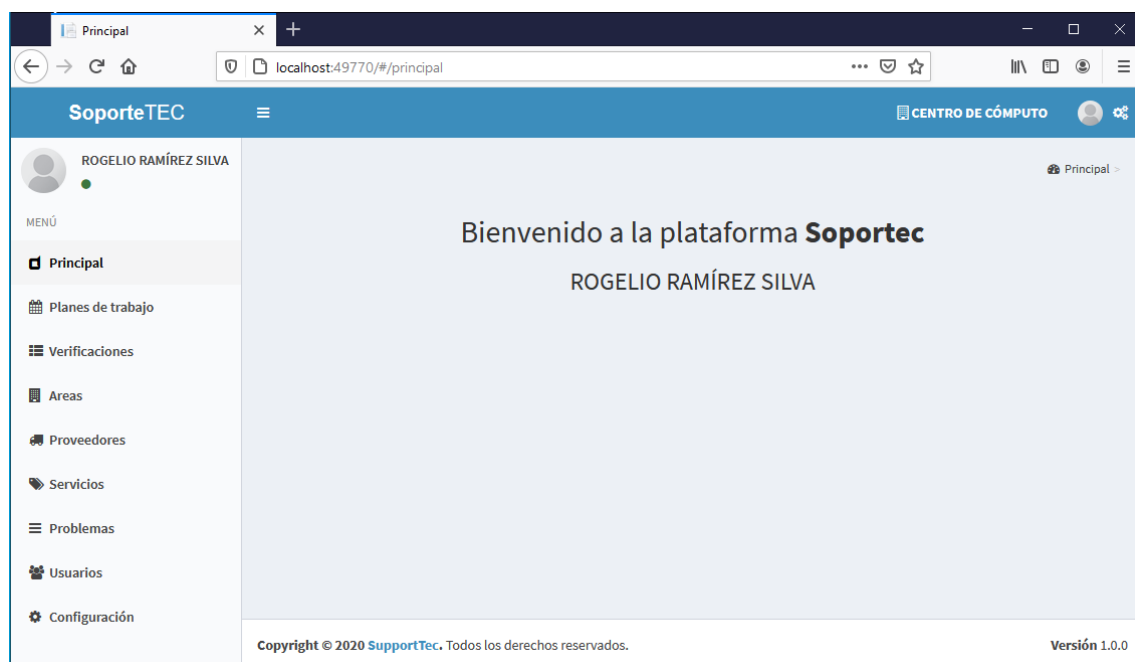 Principal
localhost:49770/#/principal
SoporteTEC
CENTRO DE CÓMPUTO
ROGELIO RAMÍREZ SILVA
Principal >
MENÚ
Principal
Planes de trabajo
Verificaciones
Areas
Proveedores
Servicios
Problemas
Usuarios
Configuración
Bienvenido a la plataforma Soportec
ROGELIO RAMÍREZ SILVA
Copyright © 2020 SupportTec. Todos los derechos reservados.
Versión 1.0.0